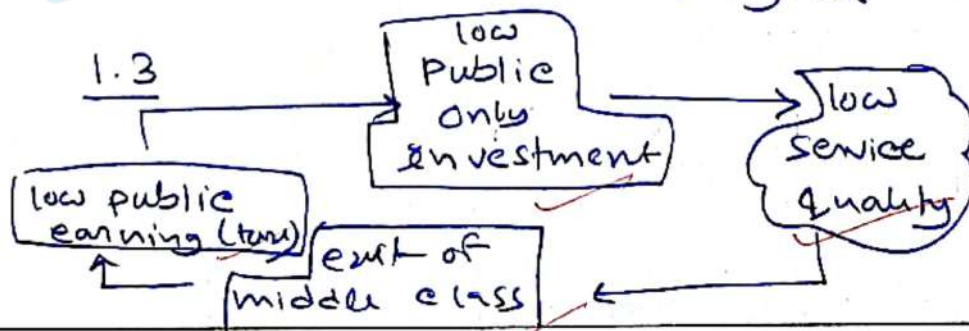 1.3
low
Public
only
investment
low
service
quality
exit of
middle class
low public
earning (tax)